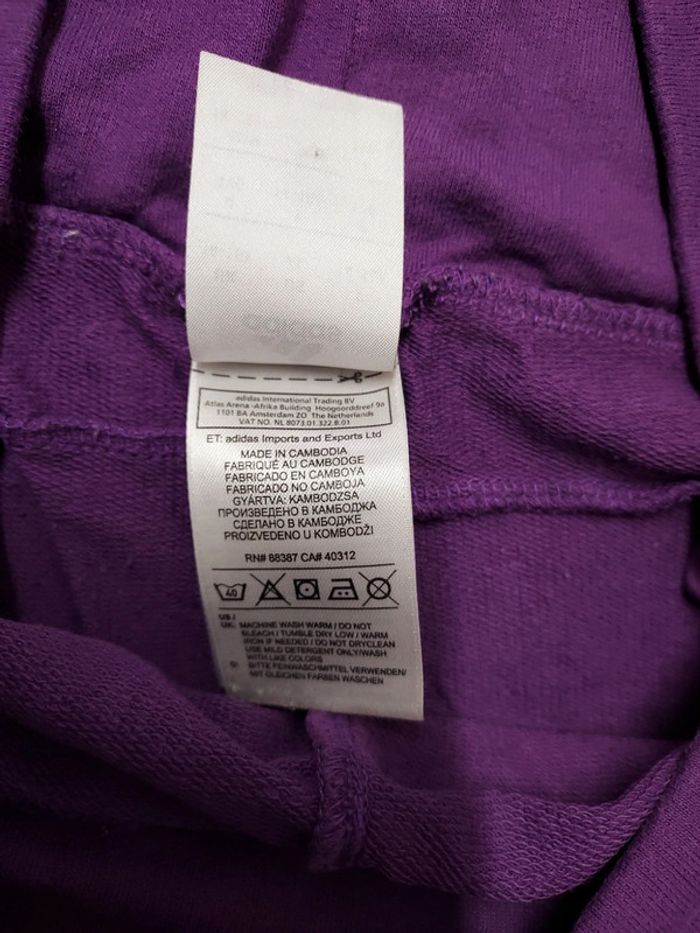 adidas International Trading BV
Atlas Arena -Afrika Building Hoogoorddreef 9a
1101 BA Amsterdam ZO The Netherlands
VAT NO. NL 8073.01.322.B.01
ET: adidas Imports and Exports Ltd
MADE IN CAMBODIA
FABRIQUÉ AU CAMBODGE
FABRICADO EN CAMBOYA
FABRICADO NO CAMBOJA
GYÁRTVA: KAMBODZSA
ПРОИЗВЕДЕНО В КАМБОДЖА
СДЕЛАНО В КАМБОДЖЕ
PROIZVEDENO U KOMBODŽI
RN# 88387 CA# 40312
40
US /
UK: MACHINE WASH WARM / DO NOT
BLEACH / TUMBLE DRY LOW / WARM
IRON IF NEEDED / DO NOT DRYCLEAN
USE MILD DETERGENT ONLY/WASH
WITH LIKE COLORS
BITTE FEINWASCHMITTEL VERWENDEN/
MIT GLEICHEN FARBEN WASCHEN